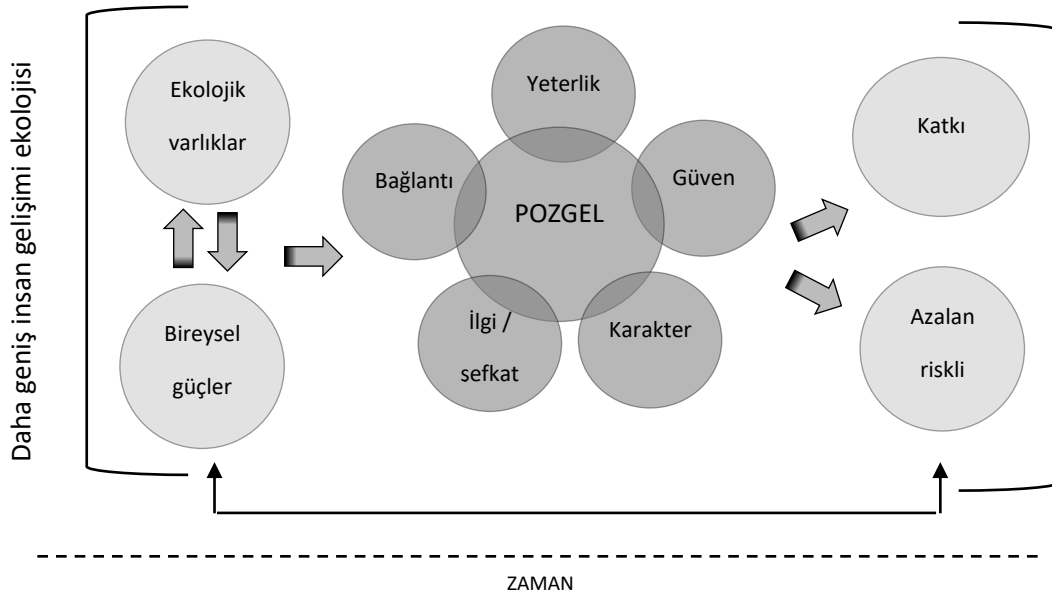 Daha geniş insan gelişimi ekolojisi
Ekolojik
varlıklar
Bireysel
güçler
Yeterlik
Bağlantı
Güven
POZGEL
İlgi /
sefkat
Karakter
Katkı
Azalan
riskli
ZAMAN